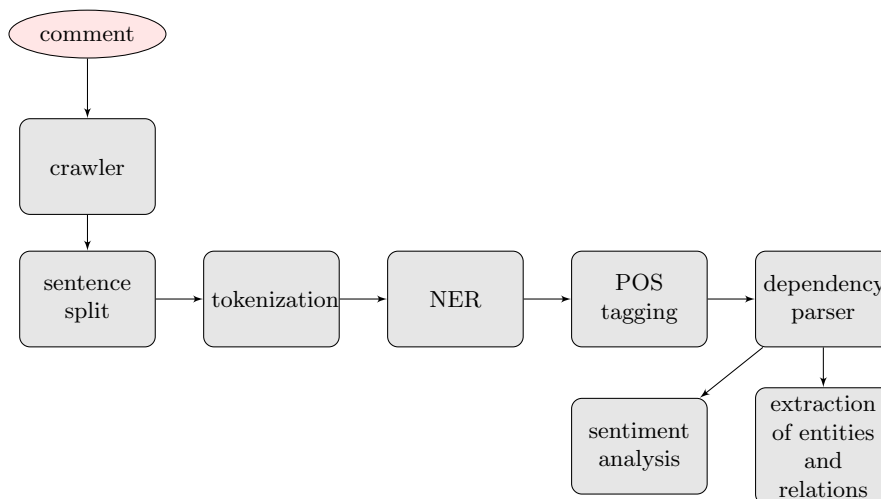 comment
crawler
sentence
split
tokenization
NER
POS
tagging
dependency
parser
sentiment
analysis
extraction
of entities
and
relations